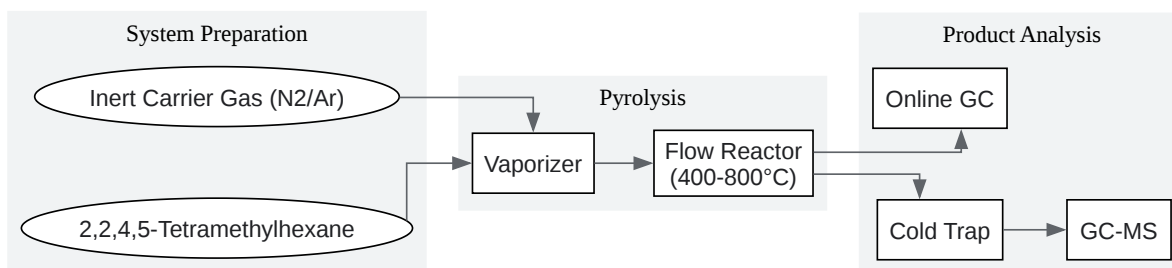 System Preparation
Inert Carrier Gas (N2/Ar)
2,2,4,5-Tetramethylhexane
Pyrolysis
Vaporizer
Flow Reactor
(400-800°C)
Product Analysis
Online GC
Cold Trap
GC-MS